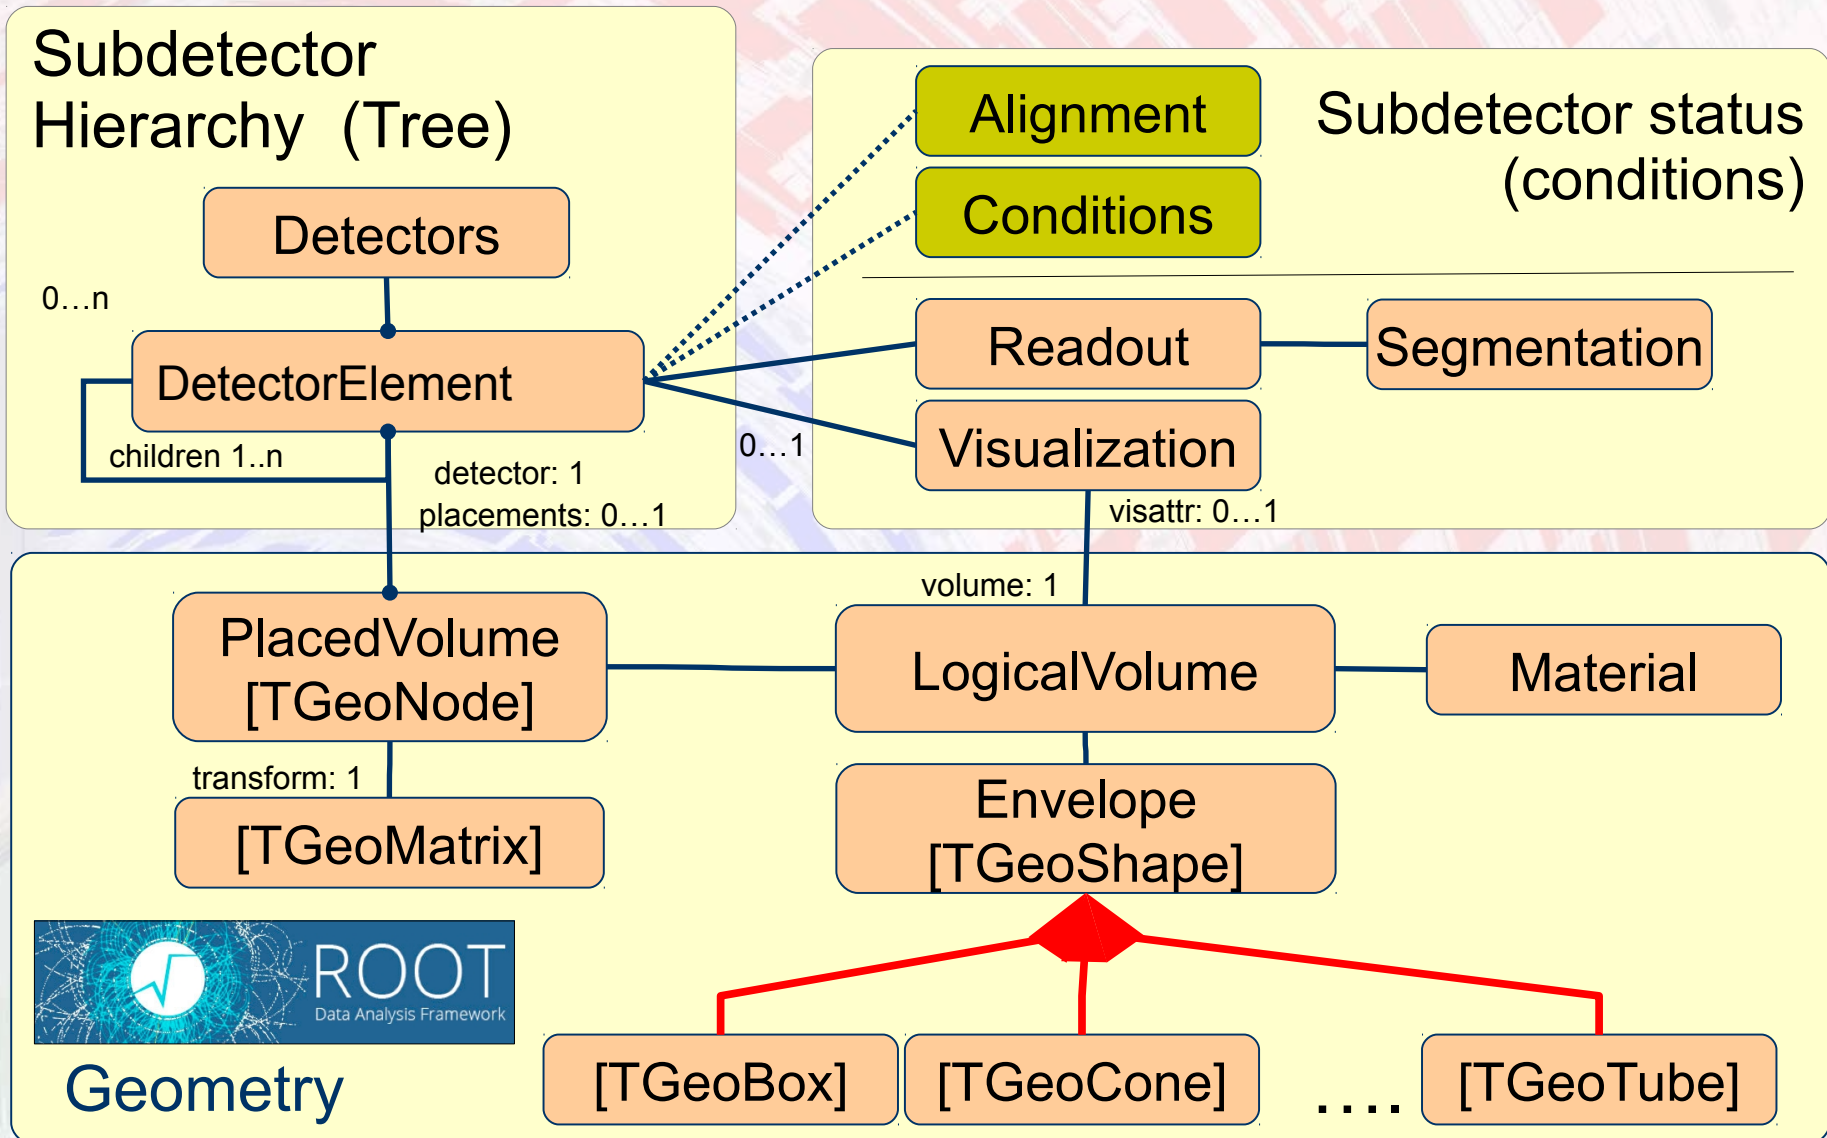 Subdetector
Hierarchy (Tree)
Detectors
0…n
DetectorElement
children 1..n
detector: 1
placements: 0…1
Alignment
Conditions
Subdetector status
(conditions)
Readout
Segmentation
Visualization
0…1
visattr: 0…1
volume: 1
PlacedVolume
[TGeoNode]
LogicalVolume
Material
transform: 1
[TGeoMatrix]
Envelope
[TGeoShape]
ROOT
Data Analysis Framework
Geometry
[TGeoBox]
[TGeoCone]
....
[TGeoTube]